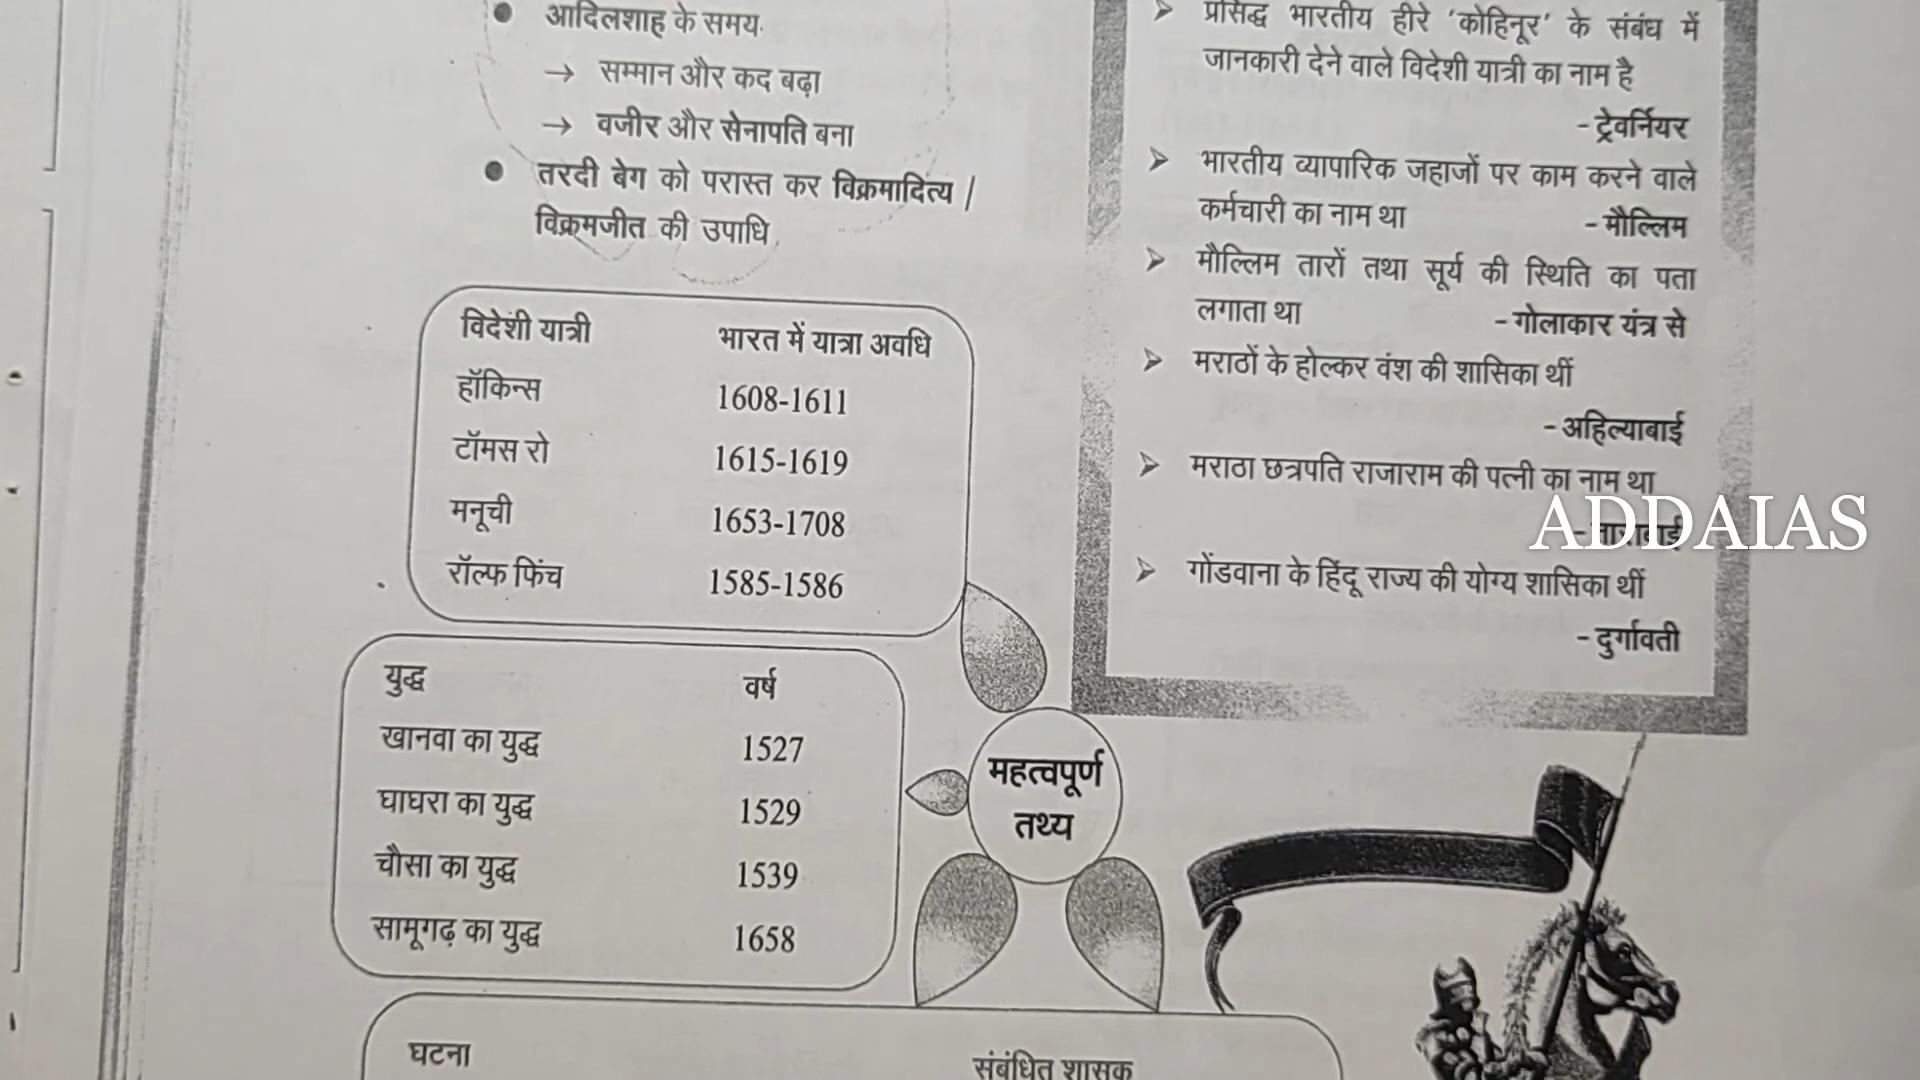 आदिलशाह के समय
→ सम्मान और कद बढ़ा
→ वजीर और सेनापति बना
तरदी बेग को परास्त कर विक्रमादित्य /
विक्रमजीत की उपाधि
विदेशी यात्री भारत में यात्रा अवधि
हॉकिन्स 1608-1611
टॉमस रो 1615-1619
मनूची 1653-1708
रॉल्फ फिंच 1585-1586
युद्ध वर्ष
खानवा का युद्ध 1527
घाघरा का युद्ध 1529
चौसा का युद्ध 1539
सामूगढ़ का युद्ध 1658
महत्वपूर्ण
तथ्य
घटना संबंधित शासक
प्रसिद्ध भारतीय हीरे 'कोहिनूर' के संबंध में
जानकारी देने वाले विदेशी यात्री का नाम है
- ट्रेवर्नियर
भारतीय व्यापारिक जहाजों पर काम करने वाले
कर्मचारी का नाम था - मौल्लिम
मौल्लिम तारों तथा सूर्य की स्थिति का पता
लगाता था - गोलाकार यंत्र से
मराठों के होल्कर वंश की शासिका थीं
- अहिल्याबाई
मराठा छत्रपति राजाराम की पत्नी का नाम था
- ताराबाई
ADDAIAS
गोंडवाना के हिंदू राज्य की योग्य शासिका थीं
- दुर्गावती